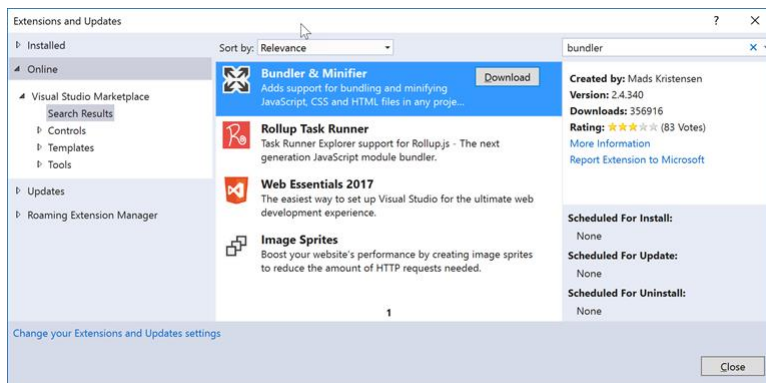 Extensions and Updates
? ×
Installed
Online
Visual Studio Marketplace
Search Results
Controls
Templates
Tools
Updates
Roaming Extension Manager
Change your Extensions and Updates settings
Sort by: Relevance
Bundler & Minifier
Download
Adds support for bundling and minifying
JavaScript, CSS and HTML files in any proje...
Rollup Task Runner
Task Runner Explorer support for Rollup.js - The next
generation JavaScript module bundler.
Web Essentials 2017
The easiest way to set up Visual Studio for the ultimate web
development experience.
Image Sprites
Boost your website's performance by creating image sprites
to reduce the amount of HTTP requests needed.
1
bundler
Created by: Mads Kristensen
Version: 2.4.340
Downloads: 356916
Rating: (83 Votes)
More Information
Report Extension to Microsoft
Scheduled For Install:
None
Scheduled For Update:
None
Scheduled For Uninstall:
None
Close